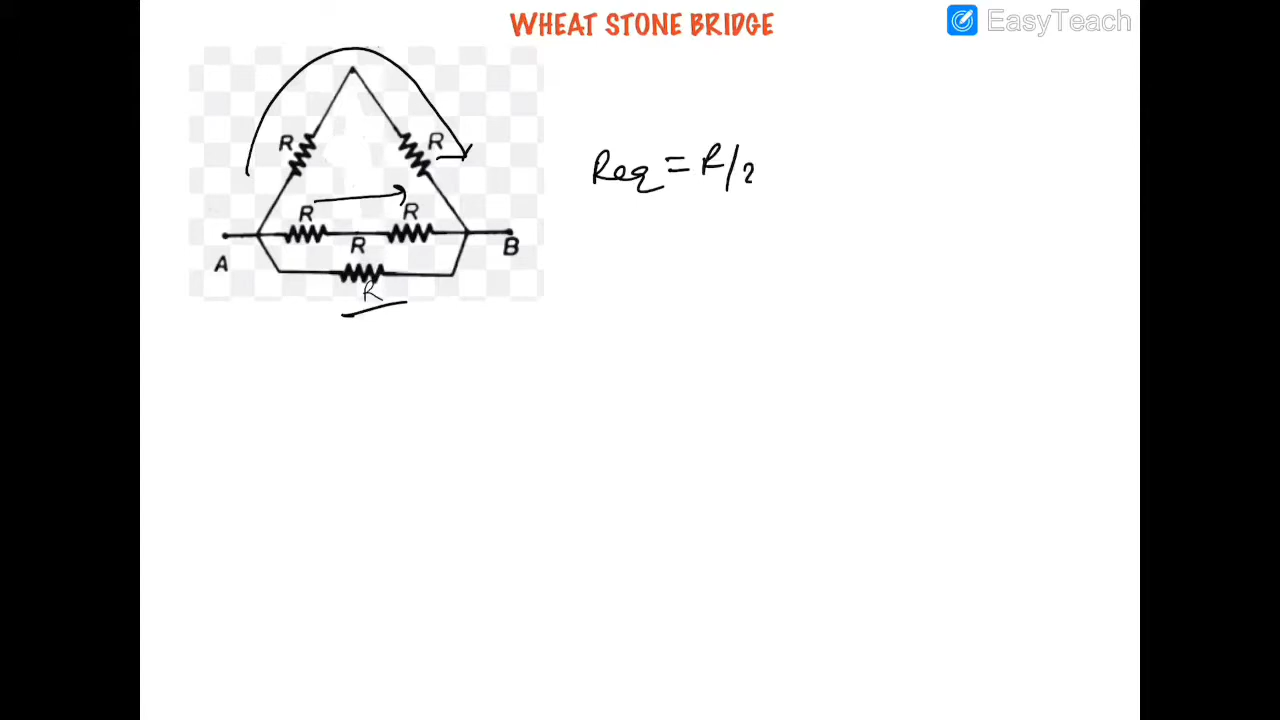 WHEAT STONE BRIDGE
EasyTeach
R
R
R
R
R
A
B
R
Req = R/2